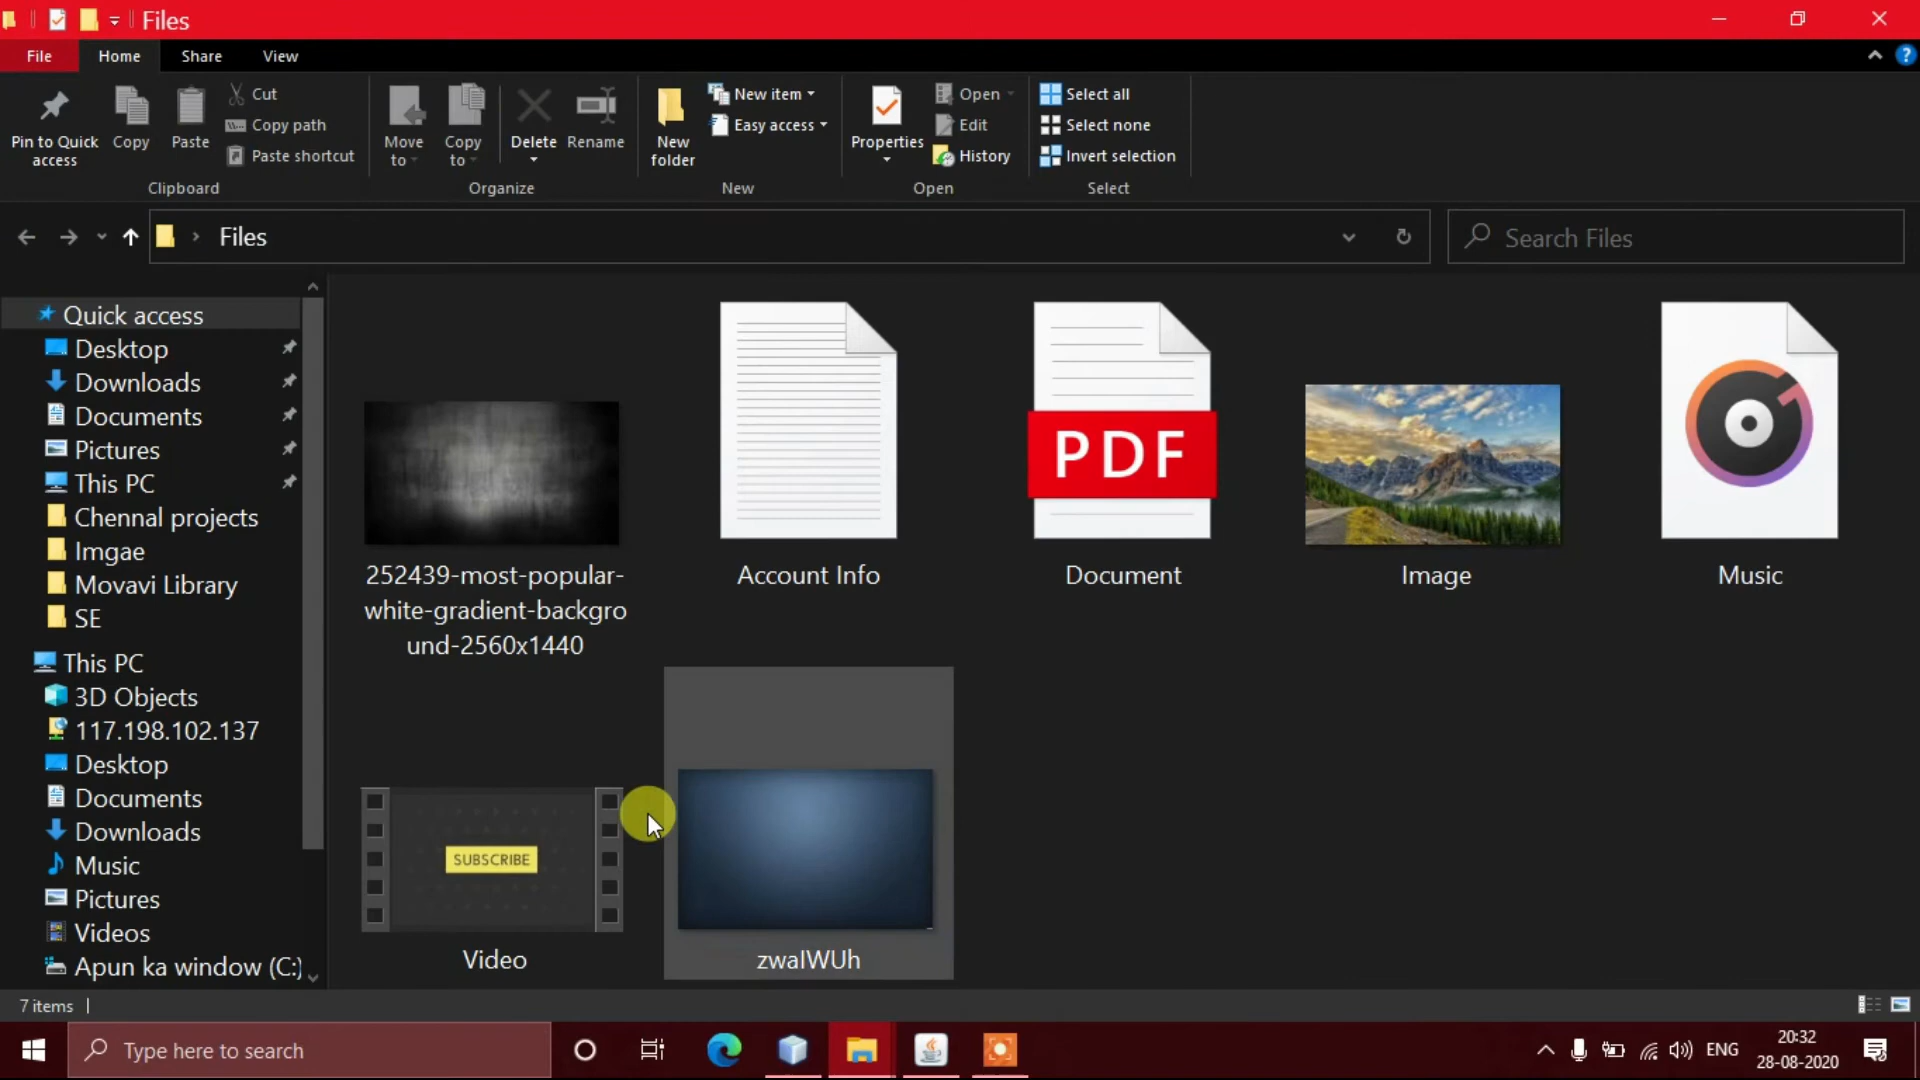 Files
File Home Share View
Pin to Quick access
Copy
Paste
Cut
Copy path
Paste shortcut
Clipboard
Move to
Copy to
Delete
Rename
Organize
New folder
New item
Easy access
New
Properties
Open
Edit
History
Open
Select all
Select none
Invert selection
Select
Files
Search Files
Quick access
Desktop
Downloads
Documents
Pictures
This PC
Chennal projects
Imgae
Movavi Library
SE
This PC
3D Objects
117.198.102.137
Desktop
Documents
Downloads
Music
Pictures
Videos
Apun ka window (C:)
252439-most-popular-
white-gradient-backgro
und-2560x1440
Account Info
PDF
Document
Image
Music
SUBSCRIBE
Video
zwaIWUh
7 items
Type here to search
ENG
20:32
28-08-2020